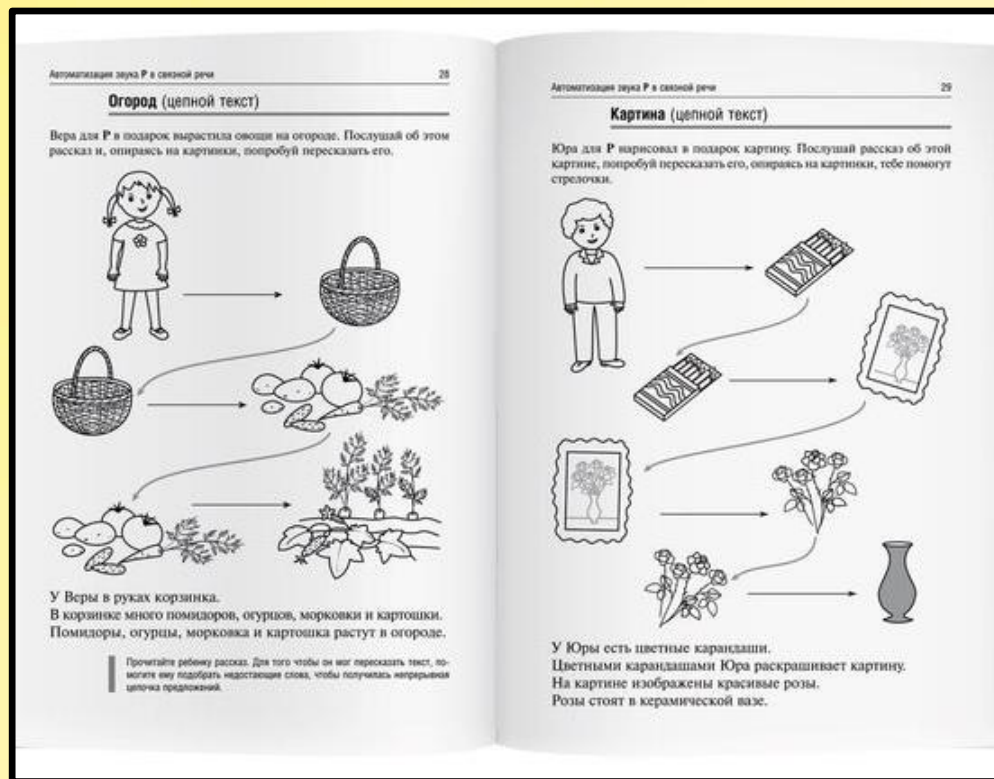 Автоматизация звука Р в связной речи 28
Огород (цепной текст)
Вера для Р в подарок вырастила овощи на огороде. Послушай об этом
рассказ и, опираясь на картинки, попробуй пересказать его.
У Веры в руках корзинка.
В корзинке много помидоров, огурцов, морковки и картошки.
Помидоры, огурцы, морковка и картошка растут в огороде.
Прочитайте ребенку рассказ. Для того чтобы он мог пересказать текст, по-
могите ему подобрать недостающие слова, чтобы получилась непрерывная
цепочка предложений.
Автоматизация звука Р в связной речи 29
Картина (цепной текст)
Юра для Р нарисовал в подарок картину. Послушай рассказ об этой
картине, попробуй пересказать его, опираясь на картинки, тебе помогут
стрелочки.
У Юры есть цветные карандаши.
Цветными карандашами Юра раскрашивает картину.
На картине изображены красивые розы.
Розы стоят в керамической вазе.